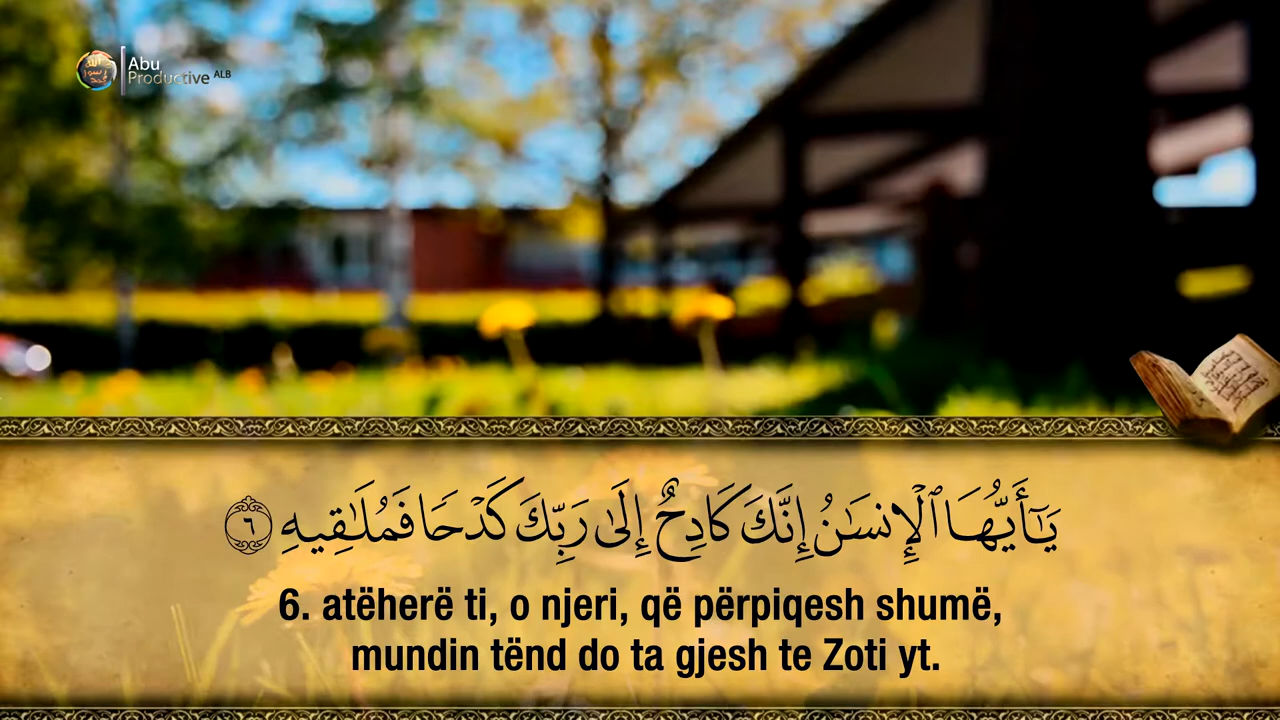 Abu
Productive ALB
يَـٰٓأَيُّهَا ٱلْإِنسَـٰنُ إِنَّكَ كَادِحٌ إِلَىٰ رَبِّكَ كَدْحًا فَمُلَـٰقِيهِ ٦
6. atëherë ti, o njeri, që përpiqesh shumë,
mundin tënd do ta gjesh te Zoti yt.